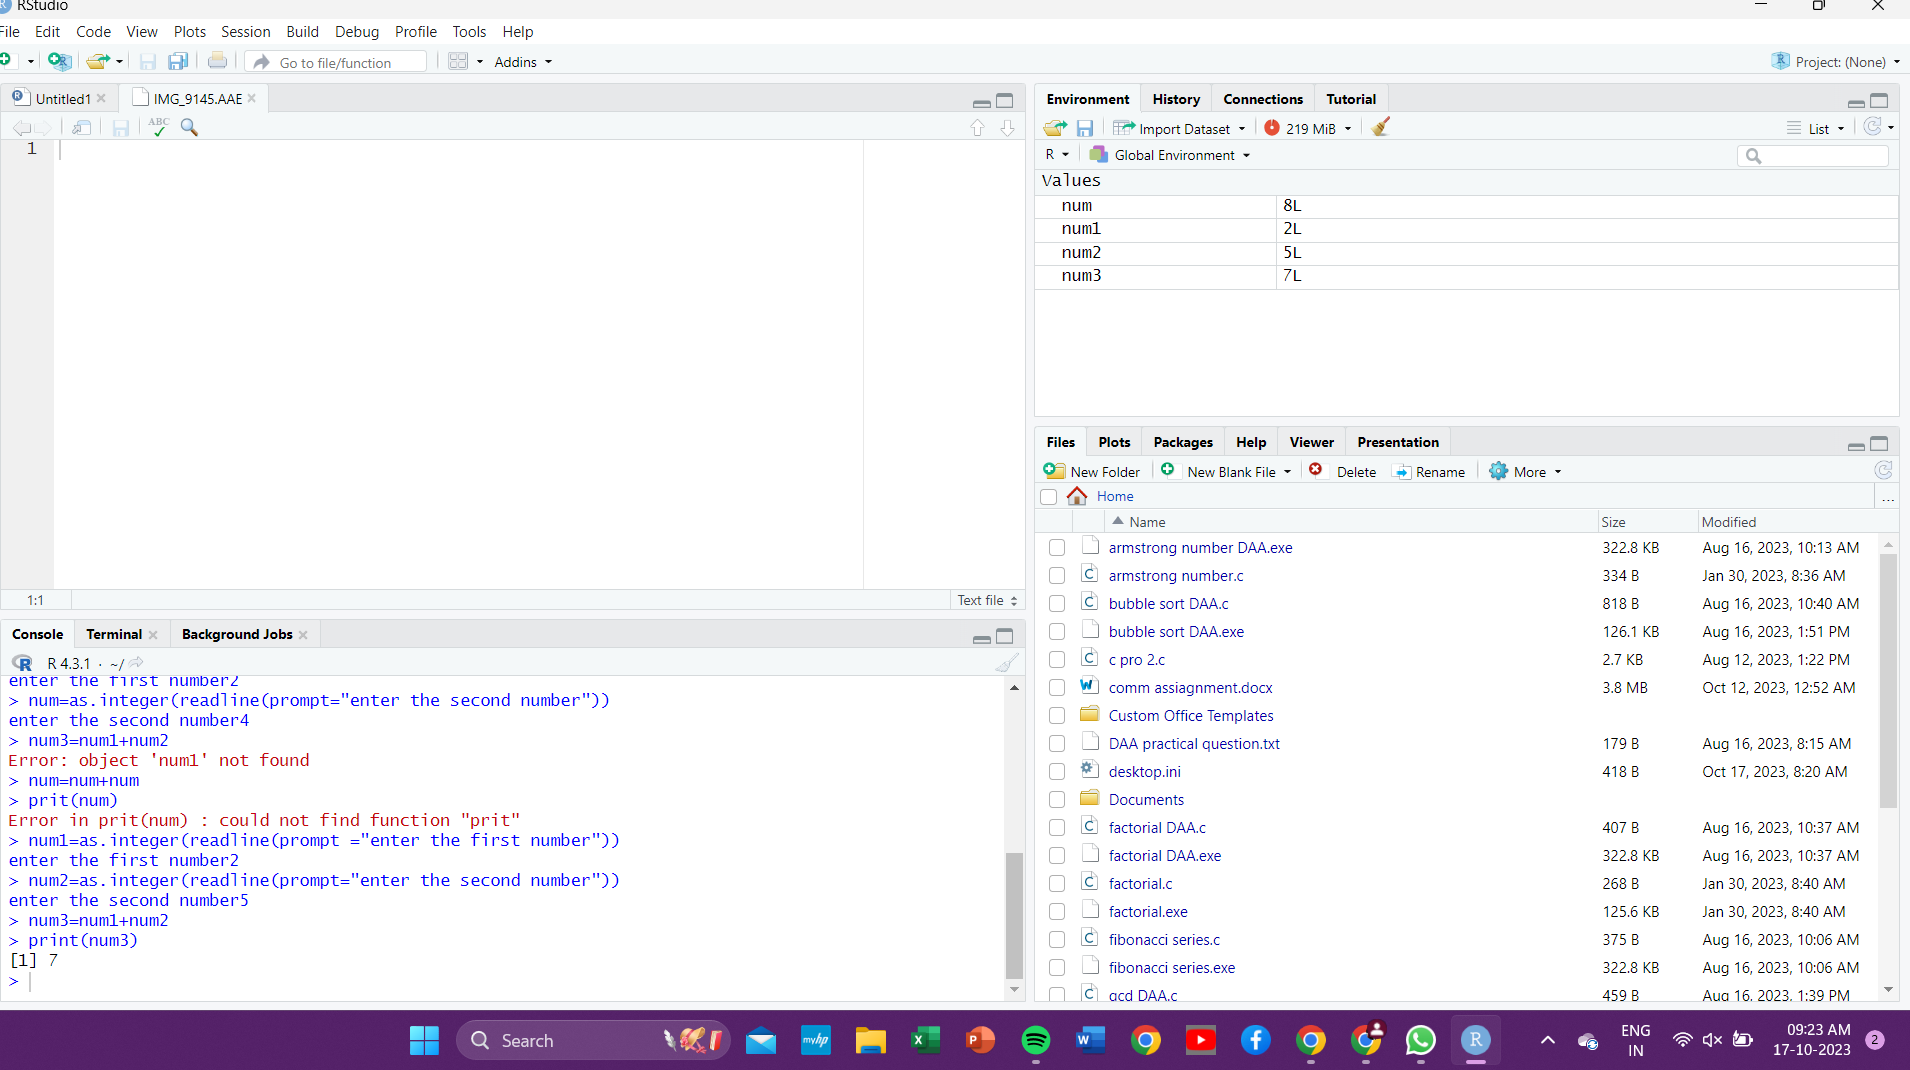 RStudio
File Edit Code View Plots Session Build Debug Profile Tools Help
Go to file/function Addins Project: (None)
Untitled1 IMG_9145.AAE
ABC
1
1:1 Text file
Console Terminal Background Jobs
R 4.3.1 · ~/
enter the first number2
> num=as.integer(readline(prompt="enter the second number"))
enter the second number4
> num3=num1+num2
Error: object 'num1' not found
> num=num+num
> prit(num)
Error in prit(num) : could not find function "prit"
> num1=as.integer(readline(prompt ="enter the first number"))
enter the first number2
> num2=as.integer(readline(prompt="enter the second number"))
enter the second number5
> num3=num1+num2
> print(num3)
[1] 7
>
Environment History Connections Tutorial
Import Dataset 219 MiB List
R Global Environment
Values
num 8L
num1 2L
num2 5L
num3 7L
Files Plots Packages Help Viewer Presentation
New Folder New Blank File Delete Rename More
Home ...
Name Size Modified
armstrong number DAA.exe 322.8 KB Aug 16, 2023, 10:13 AM
armstrong number.c 334 B Jan 30, 2023, 8:36 AM
bubble sort DAA.c 818 B Aug 16, 2023, 10:40 AM
bubble sort DAA.exe 126.1 KB Aug 16, 2023, 1:51 PM
c pro 2.c 2.7 KB Aug 12, 2023, 1:22 PM
comm assiagnment.docx 3.8 MB Oct 12, 2023, 12:52 AM
Custom Office Templates
DAA practical question.txt 179 B Aug 16, 2023, 8:15 AM
desktop.ini 418 B Oct 17, 2023, 8:20 AM
Documents
factorial DAA.c 407 B Aug 16, 2023, 10:37 AM
factorial DAA.exe 322.8 KB Aug 16, 2023, 10:37 AM
factorial.c 268 B Jan 30, 2023, 8:40 AM
factorial.exe 125.6 KB Jan 30, 2023, 8:40 AM
fibonacci series.c 375 B Aug 16, 2023, 10:06 AM
fibonacci series.exe 322.8 KB Aug 16, 2023, 10:06 AM
gcd DAA.c 459 B Aug 16, 2023, 1:39 PM
Search myhp ENG 09:23 AM
IN 17-10-2023 2